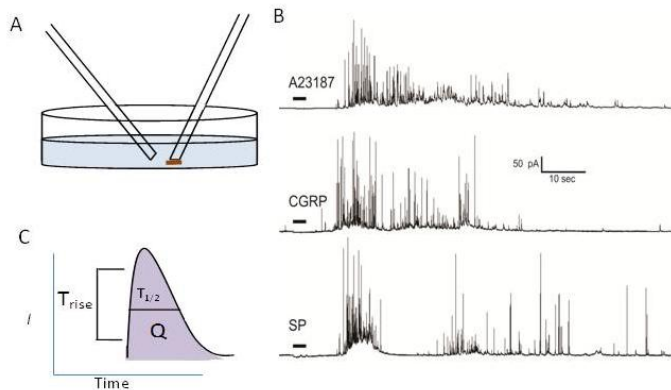 A
B
A23187
50 pA
10 sec
CGRP
SP
C
I
Trise
T1/2
Q
Time